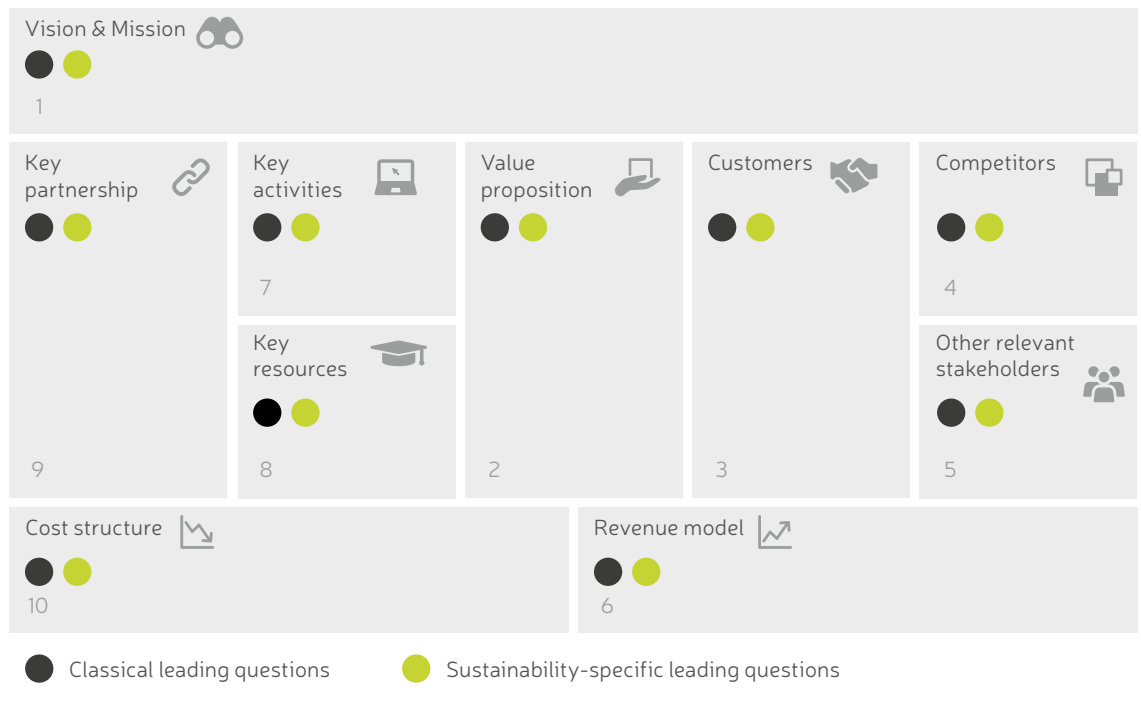 Vision & Mission
1
Key
partnership
9
Key
activities
7
Key
resources
8
Value
proposition
2
Customers
3
Competitors
4
Other relevant
stakeholders
5
Cost structure
10
Revenue model
6
Classical leading questions
Sustainability-specific leading questions